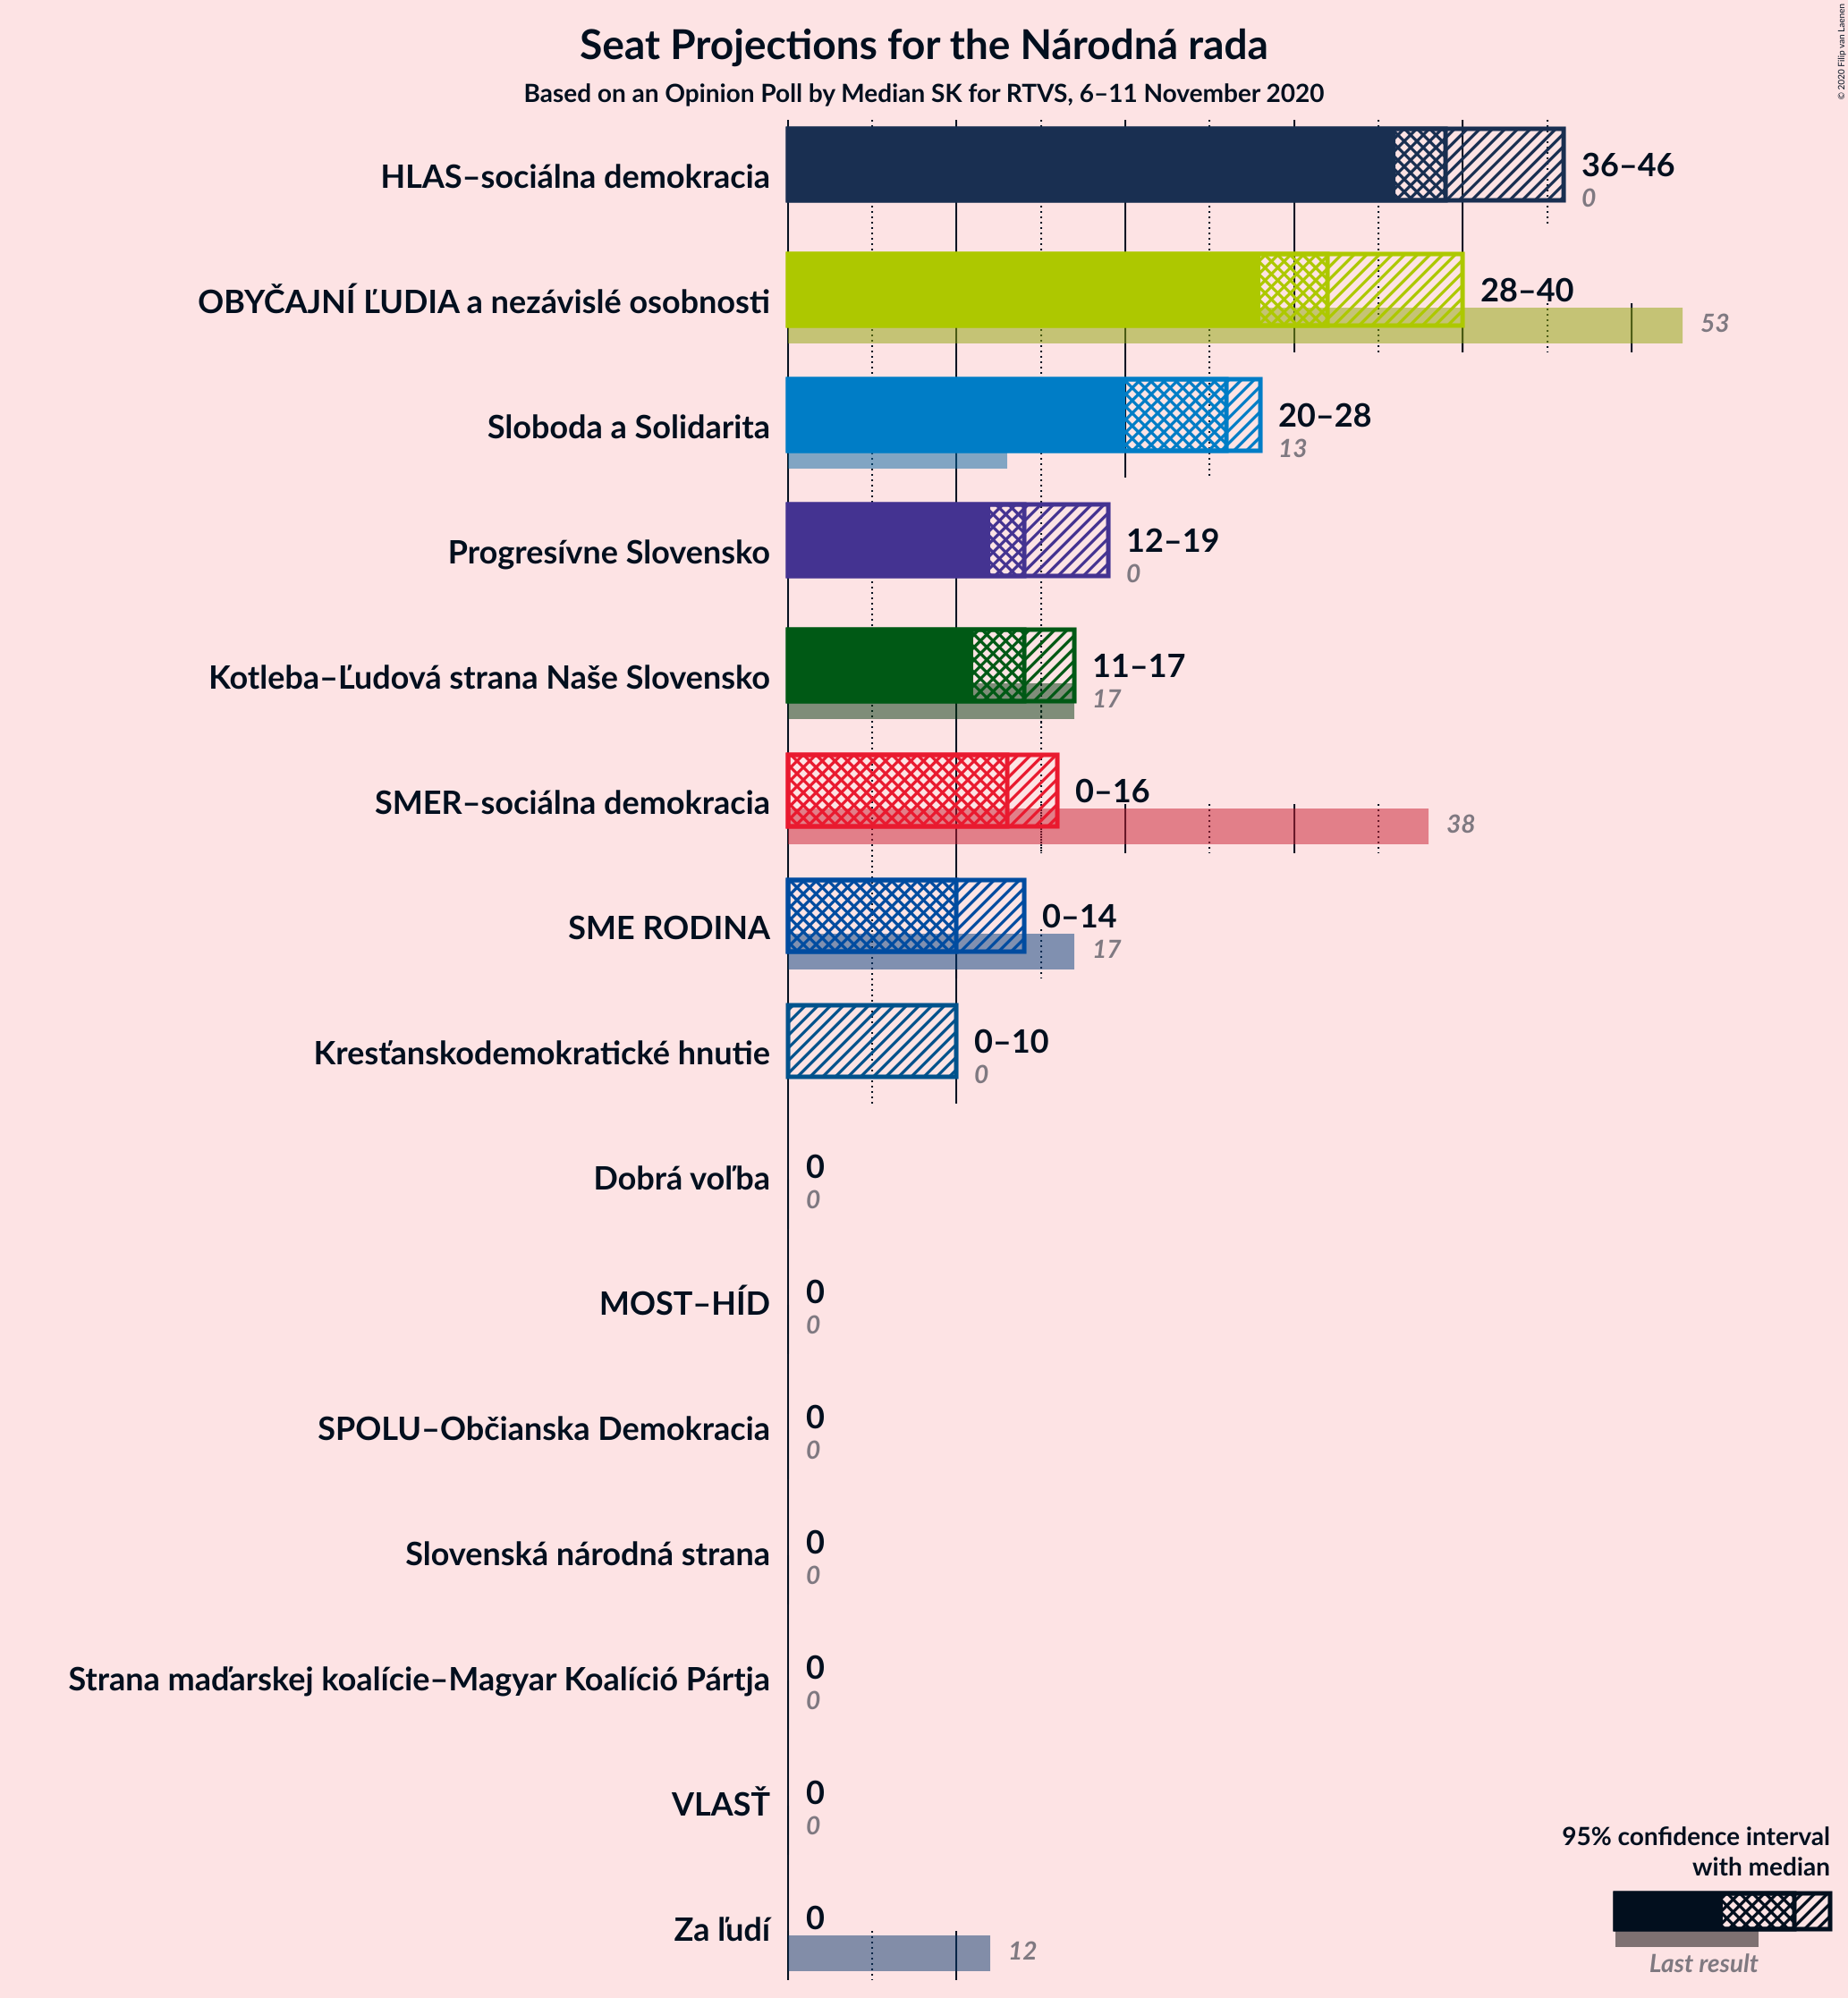 © 2020 Filip van Laenen
Seat Projections for the Národná rada
Based on an Opinion Poll by Median SK for RTVS, 6–11 November 2020
HLAS–sociálna demokracia
36–46
0
OBYČAJNÍ ĽUDIA a nezávislé osobnosti
28–40
53
Sloboda a Solidarita
20–28
13
Progresívne Slovensko
12–19
0
Kotleba–Ľudová strana Naše Slovensko
11–17
17
SMER–sociálna demokracia
0–16
38
SME RODINA
0–14
17
Kresťanskodemokratické hnutie
0–10
0
Dobrá voľba
0
0
MOST–HÍD
0
0
SPOLU–Občianska Demokracia
0
0
Slovenská národná strana
0
0
Strana maďarskej koalície–Magyar Koalíció Pártja
0
0
VLASŤ
0
0
Za ľudí
0
12
95% confidence interval
with median
Last result